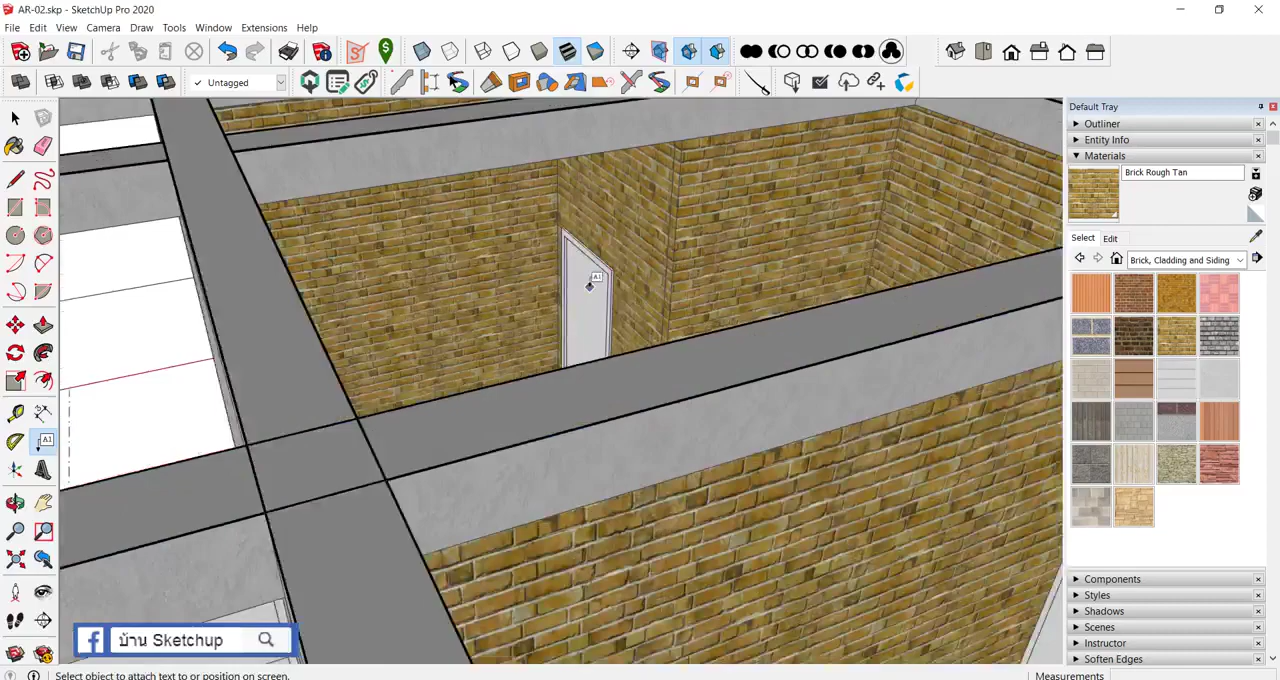 AR-02.skp - SketchUp Pro 2020
File Edit View Camera Draw Tools Window Extensions Help
Untagged
Default Tray
Outliner
Entity Info
Materials
Brick Rough Tan
Select Edit
Brick, Cladding and Siding
A1
A1
Components
Styles
Shadows
Scenes
Instructor
Soften Edges
บ้าน Sketchup
Select object to attach text to or position on screen.
Measurements